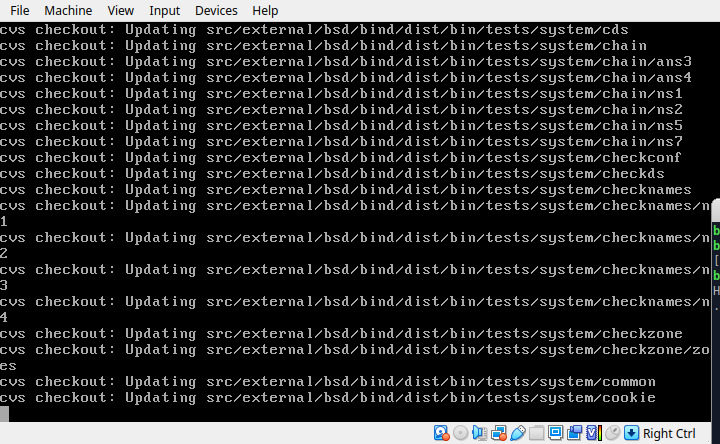 File Machine View Input Devices Help
cvs checkout: Updating src/external/bsd/bind/dist/bin/tests/system/cds
cvs checkout: Updating src/external/bsd/bind/dist/bin/tests/system/chain
cvs checkout: Updating src/external/bsd/bind/dist/bin/tests/system/chain/ans3
cvs checkout: Updating src/external/bsd/bind/dist/bin/tests/system/chain/ans4
cvs checkout: Updating src/external/bsd/bind/dist/bin/tests/system/chain/ns1
cvs checkout: Updating src/external/bsd/bind/dist/bin/tests/system/chain/ns2
cvs checkout: Updating src/external/bsd/bind/dist/bin/tests/system/chain/ns5
cvs checkout: Updating src/external/bsd/bind/dist/bin/tests/system/chain/ns7
cvs checkout: Updating src/external/bsd/bind/dist/bin/tests/system/checkconf
cvs checkout: Updating src/external/bsd/bind/dist/bin/tests/system/checkds
cvs checkout: Updating src/external/bsd/bind/dist/bin/tests/system/checknames
cvs checkout: Updating src/external/bsd/bind/dist/bin/tests/system/checknames/n
1
cvs checkout: Updating src/external/bsd/bind/dist/bin/tests/system/checknames/n
2
cvs checkout: Updating src/external/bsd/bind/dist/bin/tests/system/checknames/n
3
cvs checkout: Updating src/external/bsd/bind/dist/bin/tests/system/checknames/n
4
cvs checkout: Updating src/external/bsd/bind/dist/bin/tests/system/checkzone
cvs checkout: Updating src/external/bsd/bind/dist/bin/tests/system/checkzone/zo
es
cvs checkout: Updating src/external/bsd/bind/dist/bin/tests/system/common
cvs checkout: Updating src/external/bsd/bind/dist/bin/tests/system/cookie
b
b
[
b
H
.
Right Ctrl